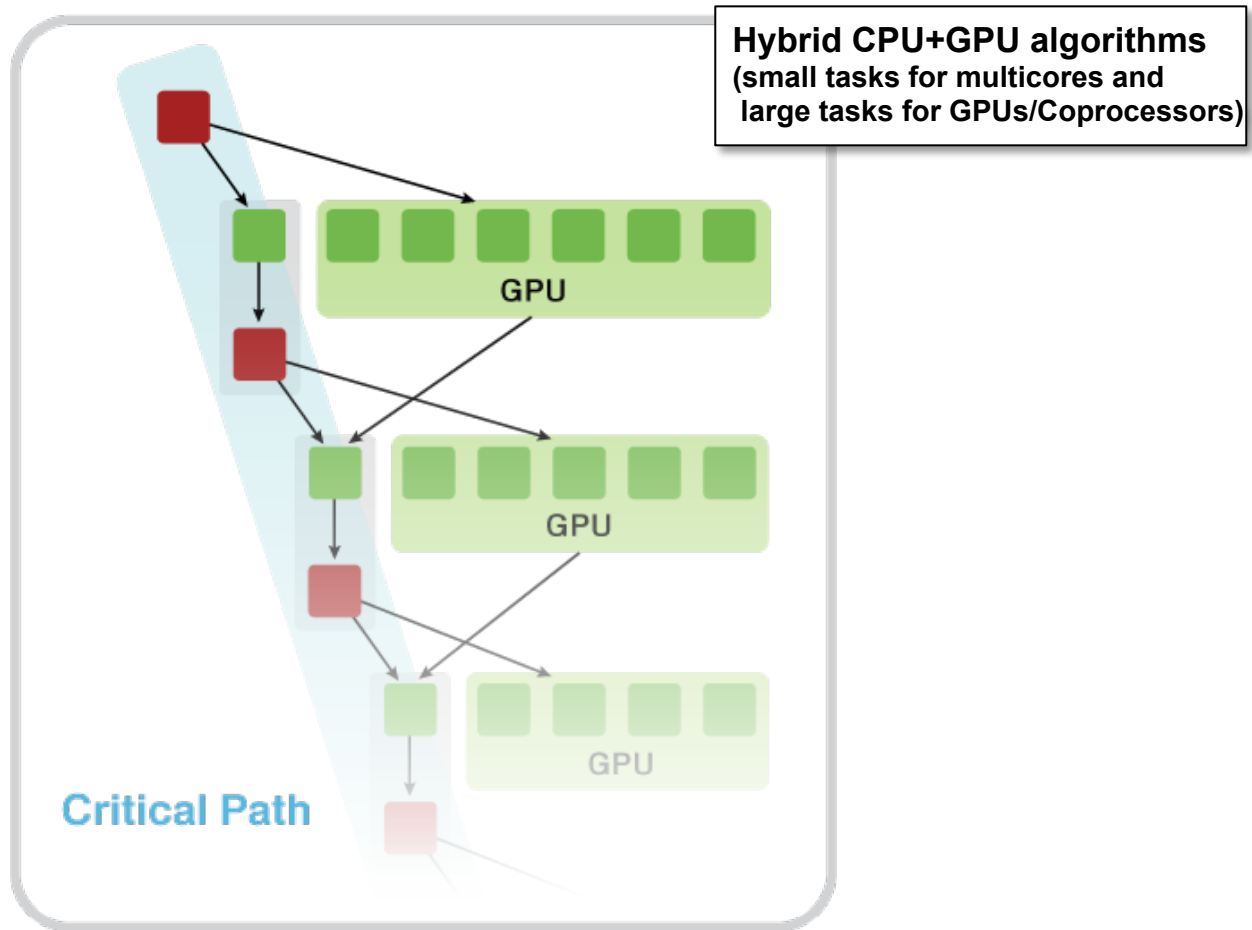 Hybrid CPU+GPU algorithms
(small tasks for multicores and
large tasks for GPUs/Coprocessors)
GPU
GPU
GPU
Critical Path